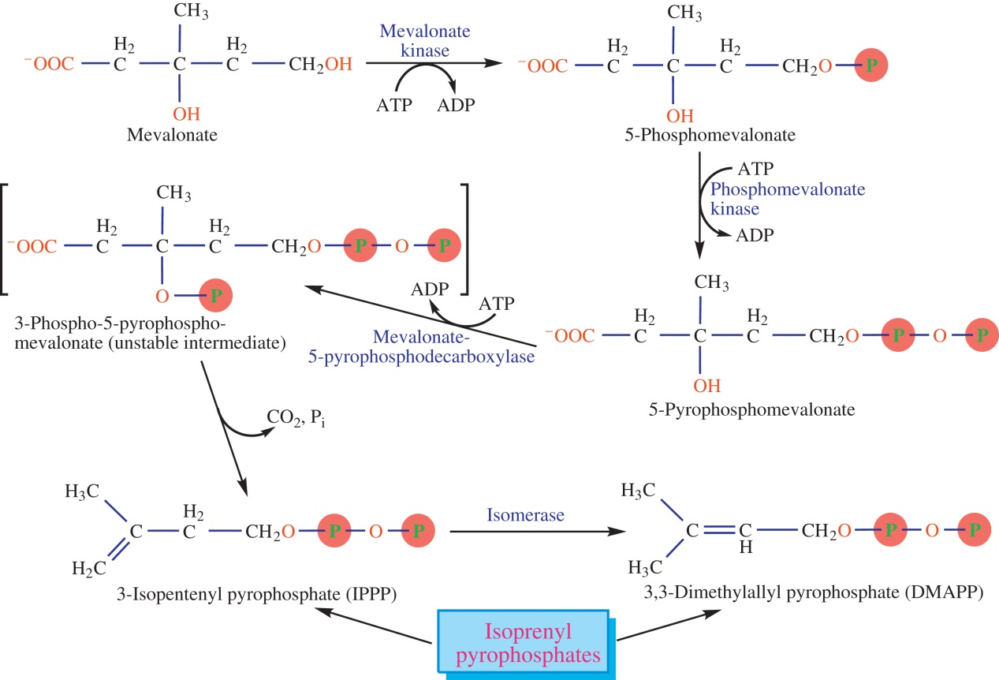 CH3
H2 H2
⁻OOC C C C CH2OH
OH
Mevalonate
Mevalonate
kinase
ATP ADP
CH3
H2 H2
⁻OOC C C C CH2O P
OH
5-Phosphomevalonate
ATP
Phosphomevalonate
kinase
ADP
CH3
H2 H2
⁻OOC C C C CH2O P O P
OH
5-Pyrophosphomevalonate
ADP
ATP
Mevalonate-
5-pyrophosphodecarboxylase
CH3
H2 H2
⁻OOC C C C CH2O P O P
O P
3-Phospho-5-pyrophospho-
mevalonate (unstable intermediate)
CO2, Pi
H3C
H2
C C CH2O P O P
H2C
3-Isopentenyl pyrophosphate (IPPP)
Isomerase
H3C
C C CH2O P O P
H
H3C
3,3-Dimethylallyl pyrophosphate (DMAPP)
Isoprenyl
pyrophosphates